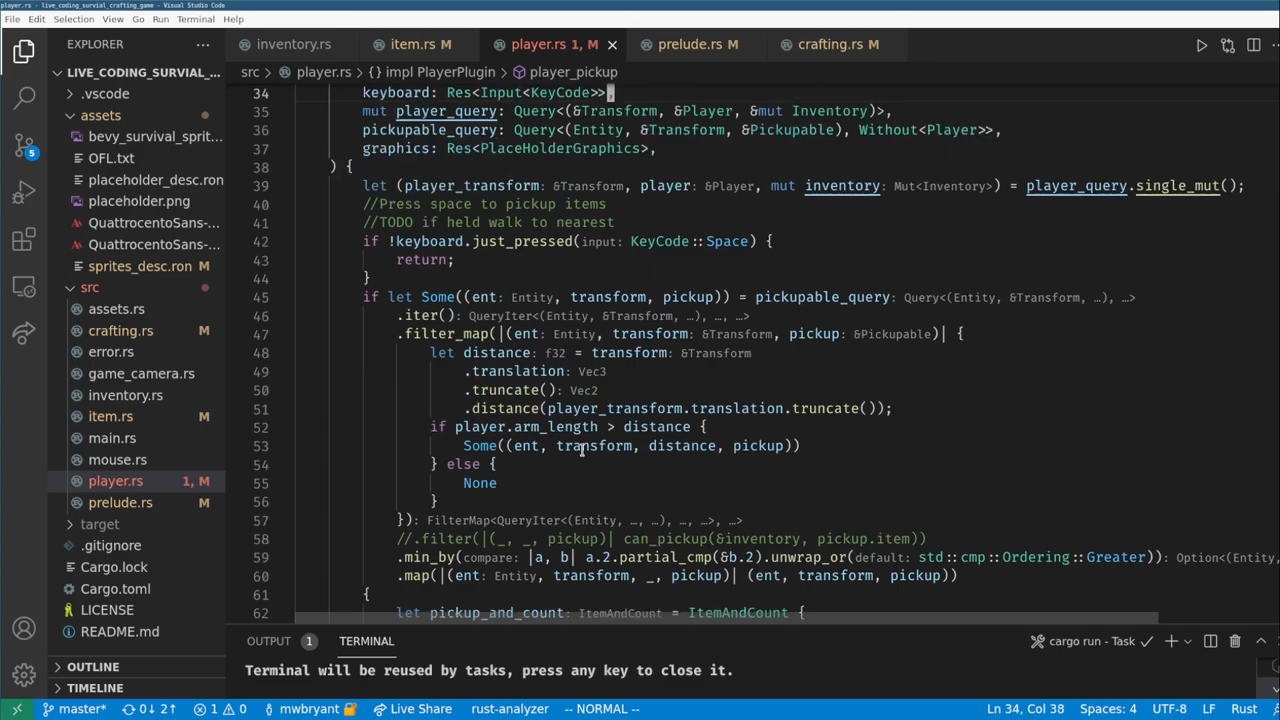 player.rs - live_coding_survial_crafting_game - Visual Studio Code
File Edit Selection View Go Run Terminal Help
EXPLORER ···
inventory.rs item.rs M player.rs 1, M prelude.rs M crafting.rs M
src > player.rs > {} impl PlayerPlugin > player_pickup
LIVE_CODING_SURVIAL_...
.vscode
assets
bevy_survival_sprit...
OFL.txt
placeholder_desc.ron
placeholder.png
QuattrocentoSans-...
QuattrocentoSans-...
sprites_desc.ron M
src
assets.rs
crafting.rs M
error.rs
game_camera.rs
inventory.rs
item.rs M
main.rs
mouse.rs
player.rs 1, M
prelude.rs M
target
.gitignore
Cargo.lock
Cargo.toml
LICENSE
README.md
OUTLINE
TIMELINE
5
34 keyboard: Res<Input<KeyCode>>,
35 mut player_query: Query<(&Transform, &Player, &mut Inventory)>,
36 pickupable_query: Query<(Entity, &Transform, &Pickupable), Without<Player>>,
37 graphics: Res<PlaceHolderGraphics>,
38 ) {
39 let (player_transform: &Transform, player: &Player, mut inventory: Mut<Inventory>) = player_query.single_mut();
40 //Press space to pickup items
41 //TODO if held walk to nearest
42 if !keyboard.just_pressed(input: KeyCode::Space) {
43 return;
44 }
45 if let Some((ent: Entity, transform, pickup)) = pickupable_query: Query<(Entity, &Transform, …), …>
46 .iter(): QueryIter<(Entity, &Transform, …), …, …>
47 .filter_map(|(ent: Entity, transform: &Transform, pickup: &Pickupable)| {
48 let distance: f32 = transform: &Transform
49 .translation: Vec3
50 .truncate(): Vec2
51 .distance(player_transform.translation.truncate());
52 if player.arm_length > distance {
53 Some((ent, transform, distance, pickup))
54 } else {
55 None
56 }
57 }): FilterMap<QueryIter<(Entity, …, …), …, …>, …>
58 //.filter(|(_, _, pickup)| can_pickup(&inventory, pickup.item))
59 .min_by(compare: |a, b| a.2.partial_cmp(&b.2).unwrap_or(default: std::cmp::Ordering::Greater)): Option<(Entity,
60 .map(|(ent: Entity, transform, _, pickup)| (ent, transform, pickup))
61 {
62 let pickup_and_count: ItemAndCount = ItemAndCount {
OUTPUT 1 TERMINAL cargo run - Task
Terminal will be reused by tasks, press any key to close it.
master* 0↓ 2↑ 1 0 mwbryant Live Share rust-analyzer -- NORMAL -- Ln 34, Col 38 Spaces: 4 UTF-8 LF Rust